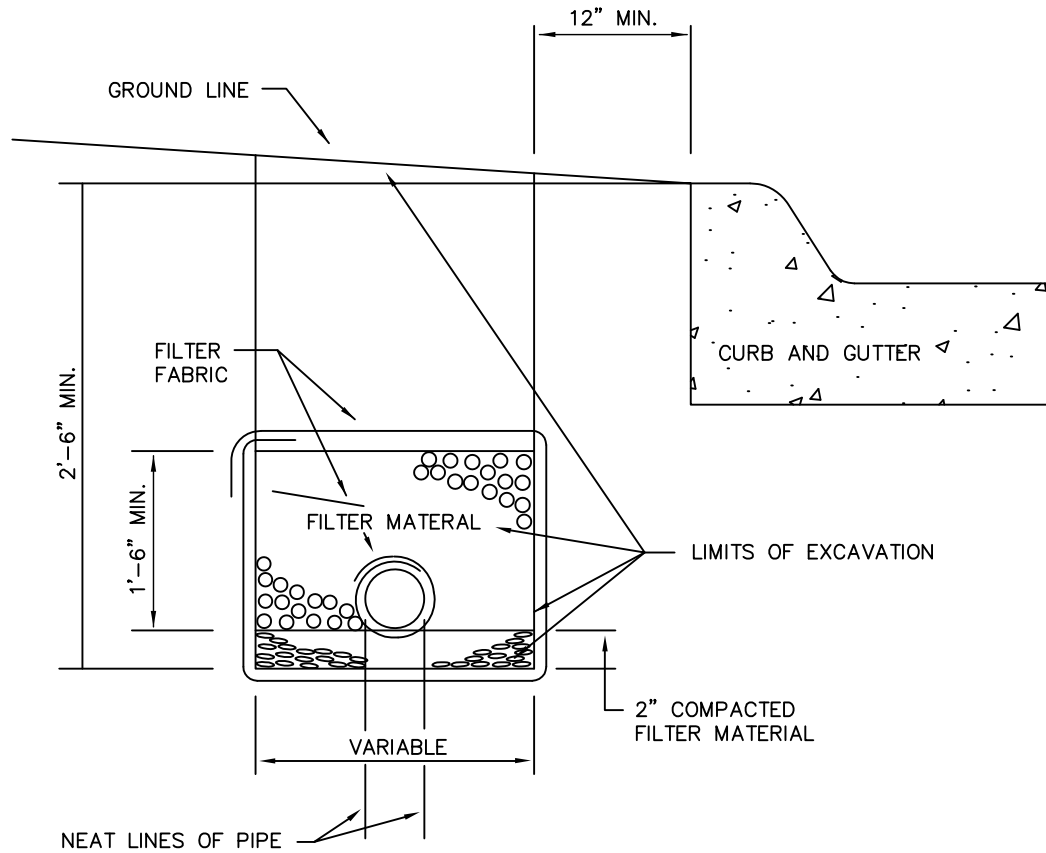 12" MIN.
GROUND LINE
FILTER
FABRIC
CURB AND GUTTER
2'-6" MIN.
1'-6" MIN.
FILTER MATERAL
LIMITS OF EXCAVATION
2" COMPACTED
FILTER MATERIAL
VARIABLE
NEAT LINES OF PIPE